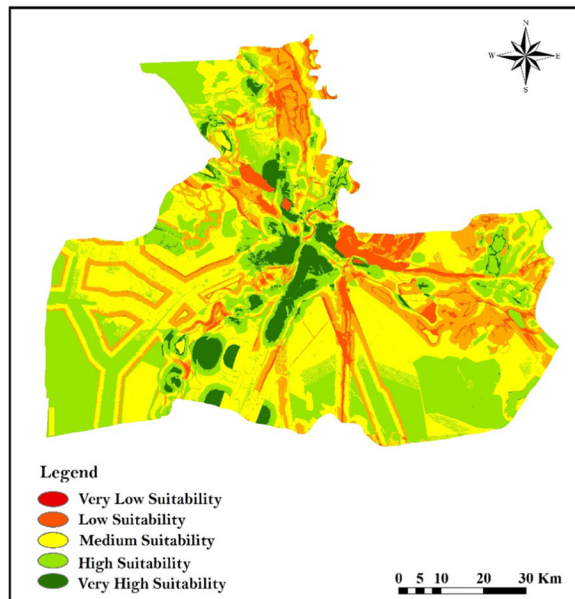 N
W E
S
Legend
Very Low Suitability
Low Suitability
Medium Suitability
High Suitability
Very High Suitability
0 5 10 20 30 Km